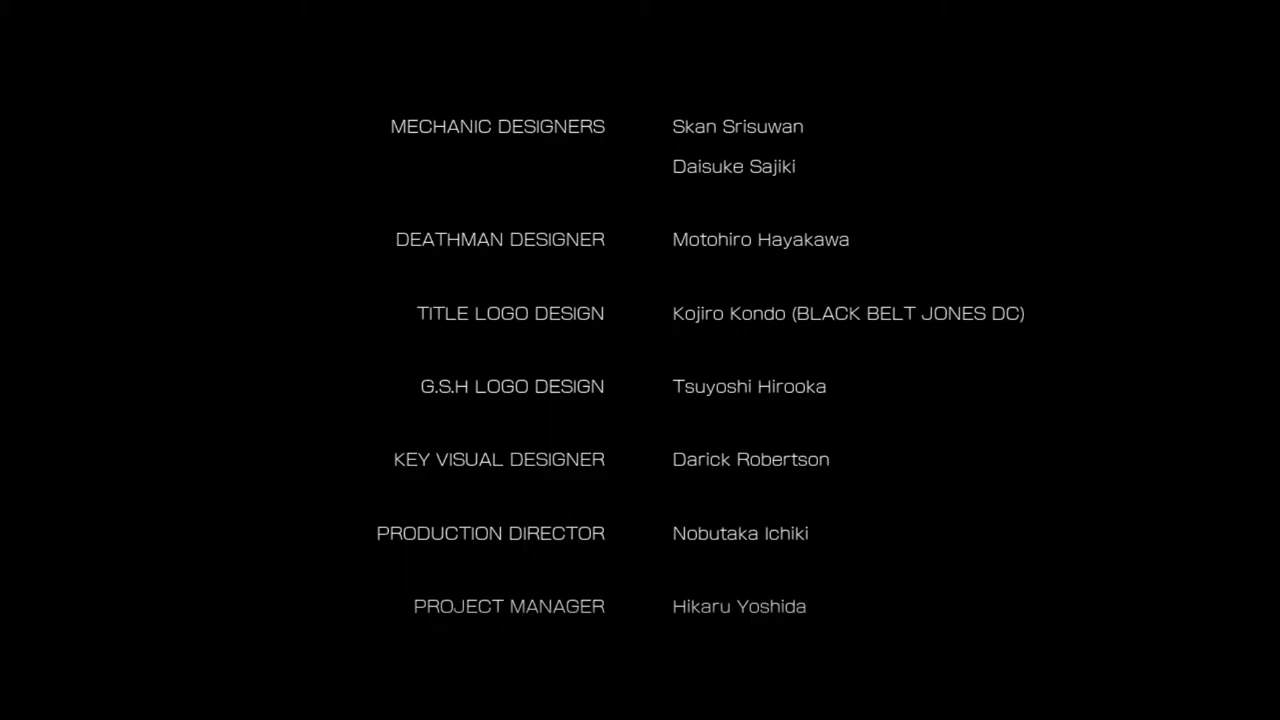 MECHANIC DESIGNERS Skan Srisuwan
Daisuke Sajiki
DEATHMAN DESIGNER Motohiro Hayakawa
TITLE LOGO DESIGN Kojiro Kondo (BLACK BELT JONES DC)
G.S.H LOGO DESIGN Tsuyoshi Hirooka
KEY VISUAL DESIGNER Darick Robertson
PRODUCTION DIRECTOR Nobutaka Ichiki
PROJECT MANAGER Hikaru Yoshida